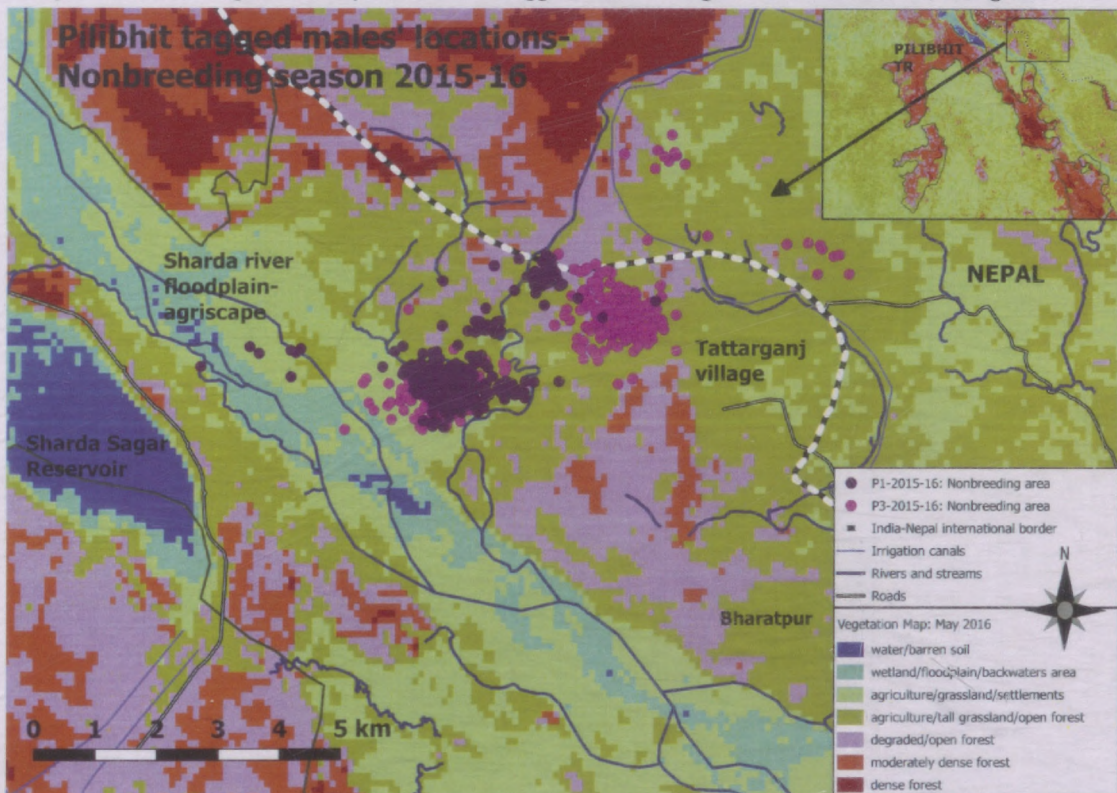 Pilibhit tagged males' locations-
Nonbreeding season 2015-16
PILIBHIT
TR
Sharda river
floodplain-
agriscape
NEPAL
Tattarganj
village
Sharda Sagar
Reservoir
Bharatpur
0 1 2 3 4 5 km
P1-2015-16: Nonbreeding area
P3-2015-16: Nonbreeding area
India-Nepal international border
Irrigation canals
Rivers and streams
Roads
N
Vegetation Map: May 2016
water/barren soil
wetland/floodplain/backwaters area
agriculture/grassland/settlements
agriculture/tall grassland/open forest
degraded/open forest
moderately dense forest
dense forest